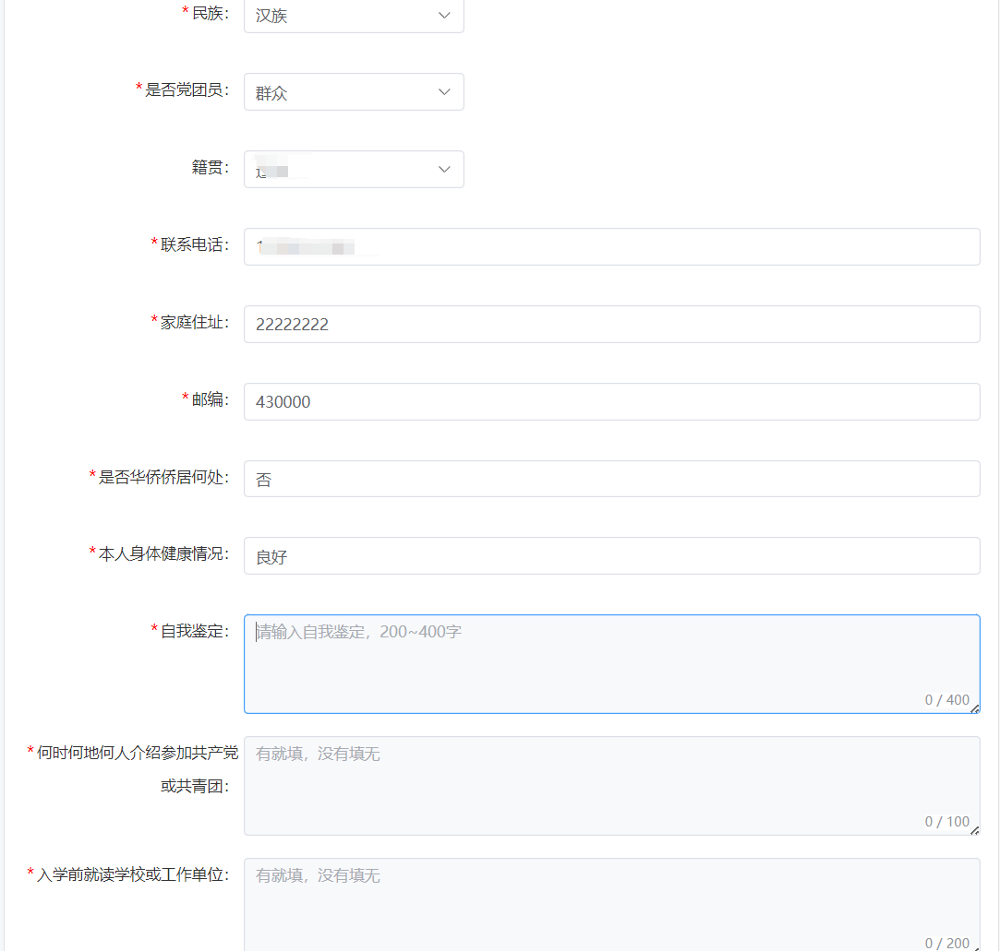 *民族： 汉族
*是否党团员： 群众
籍贯：
*联系电话： 1
*家庭住址： 22222222
*邮编： 430000
*是否华侨侨居何处： 否
*本人身体健康情况： 良好
*自我鉴定： 请输入自我鉴定，200~400字
0 / 400
*何时何地何人介绍参加共产党 有就填，没有填无
或共青团：
0 / 100
*入学前就读学校或工作单位： 有就填，没有填无
0 / 200